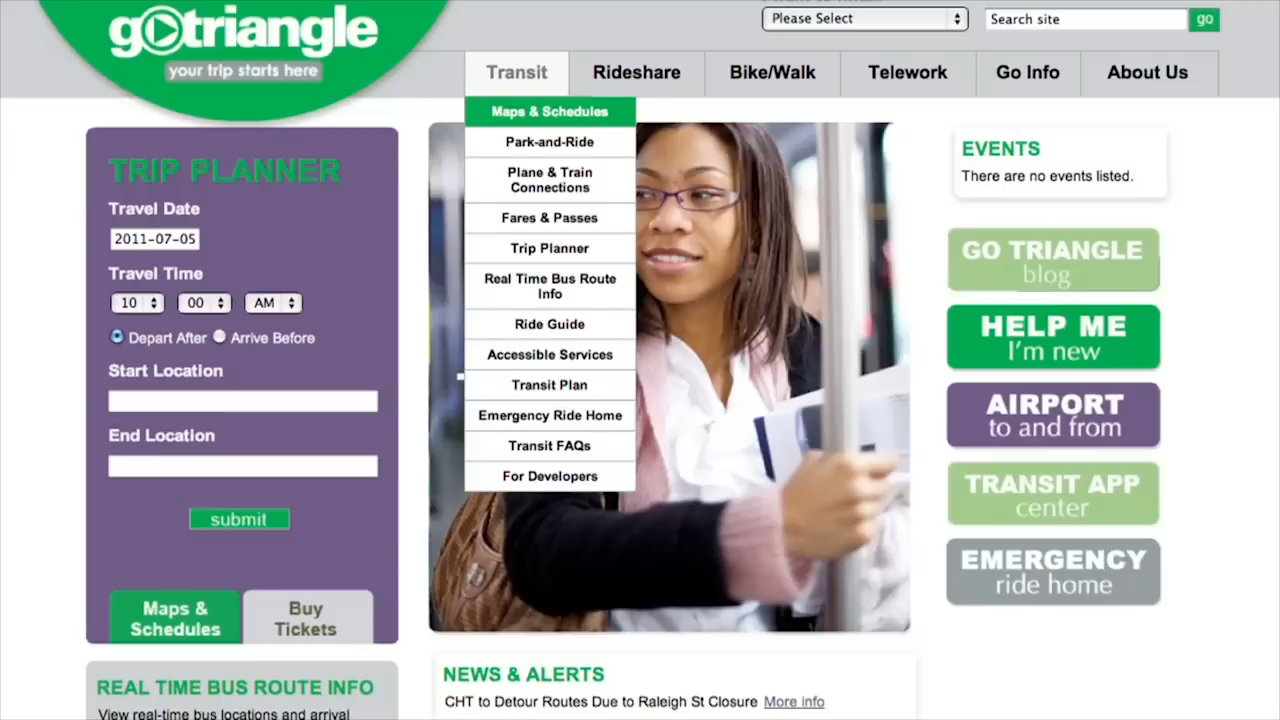 gotriangle
your trip starts here
Please Select
Search site
go
Transit
Rideshare
Bike/Walk
Telework
Go Info
About Us
Maps & Schedules
Park-and-Ride
Plane & Train
Connections
Fares & Passes
Trip Planner
Real Time Bus Route
Info
Ride Guide
Accessible Services
Transit Plan
Emergency Ride Home
Transit FAQs
For Developers
TRIP PLANNER
Travel Date
2011-07-05
Travel Time
10 00 AM
Depart After Arrive Before
Start Location
End Location
submit
Maps &
Schedules
Buy
Tickets
REAL TIME BUS ROUTE INFO
View real-time bus locations and arrival
NEWS & ALERTS
CHT to Detour Routes Due to Raleigh St Closure More info
EVENTS
There are no events listed.
GO TRIANGLE
blog
HELP ME
I'm new
AIRPORT
to and from
TRANSIT APP
center
EMERGENCY
ride home